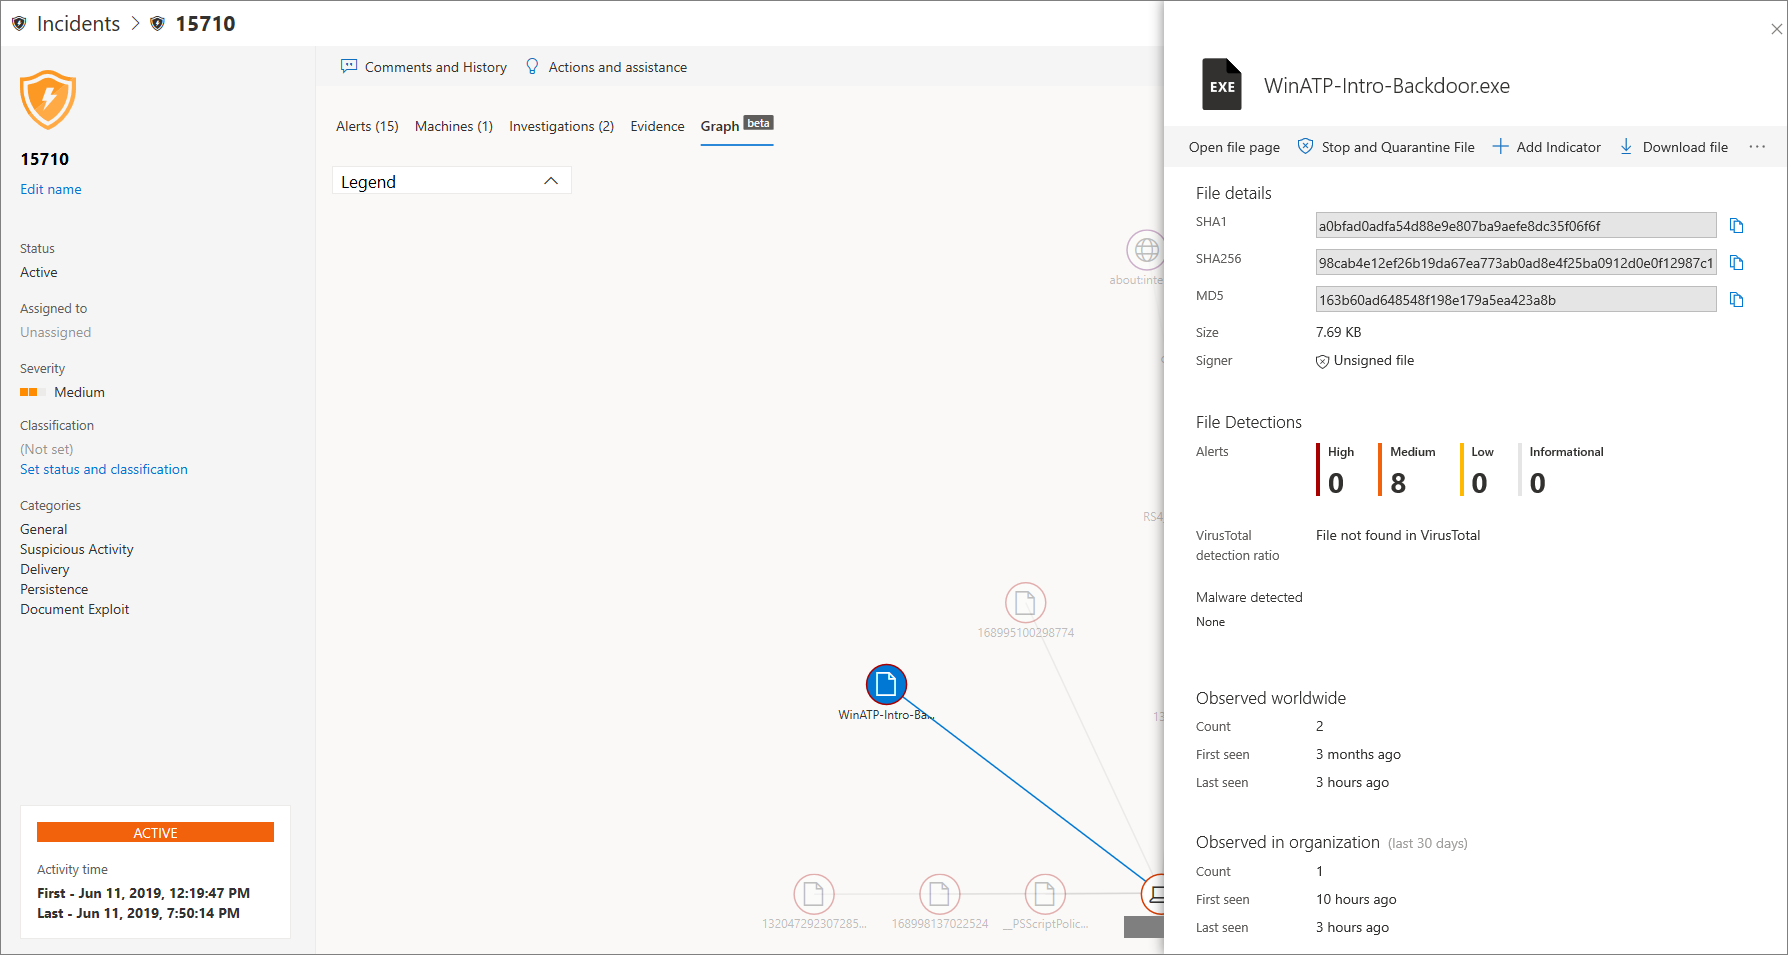 Incidents > 15710
15710
Edit name
Status
Active
Assigned to
Unassigned
Severity
Medium
Classification
(Not set)
Set status and classification
Categories
General
Suspicious Activity
Delivery
Persistence
Document Exploit
ACTIVE
Activity time
First - Jun 11, 2019, 12:19:47 PM
Last - Jun 11, 2019, 7:50:14 PM
Comments and History Actions and assistance
Alerts (15) Machines (1) Investigations (2) Evidence Graph beta
Legend
about:inte
RS4
168995100298774
WinATP-Intro-Ba...
13
132047292307285... 168998137022524 __PSScriptPolic...
EXE WinATP-Intro-Backdoor.exe
Open file page Stop and Quarantine File Add Indicator Download file ...
File details
SHA1 a0bfad0adfa54d88e9e807ba9aefe8dc35f06f6f
SHA256 98cab4e12ef26b19da67ea773ab0ad8e4f25ba0912d0e0f12987c1
MD5 163b60ad648548f198e179a5ea423a8b
Size 7.69 KB
Signer Unsigned file
File Detections
Alerts High Medium Low Informational
0 8 0 0
VirusTotal File not found in VirusTotal
detection ratio
Malware detected
None
Observed worldwide
Count 2
First seen 3 months ago
Last seen 3 hours ago
Observed in organization (last 30 days)
Count 1
First seen 10 hours ago
Last seen 3 hours ago